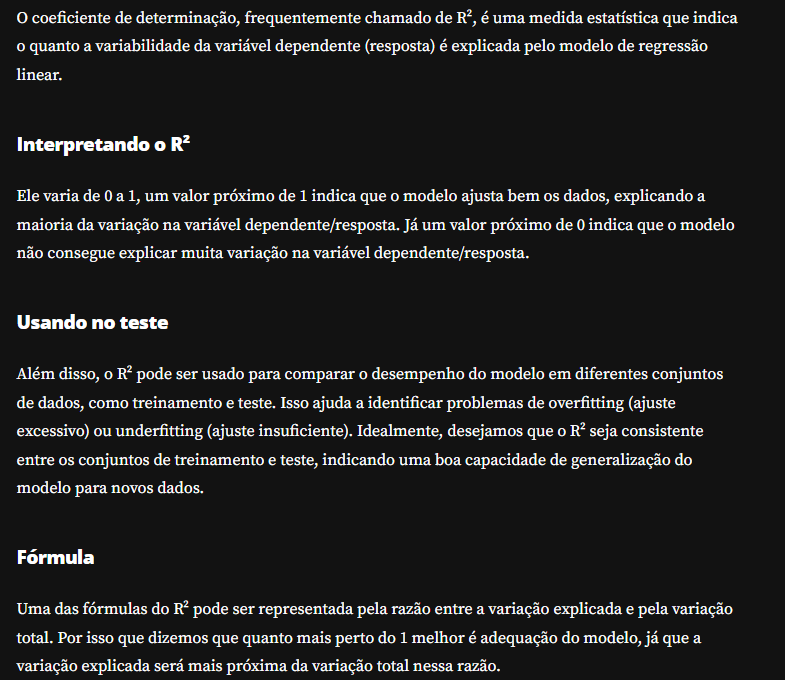 O coeficiente de determinação, frequentemente chamado de R², é uma medida estatística que indica
o quanto a variabilidade da variável dependente (resposta) é explicada pelo modelo de regressão
linear.
Interpretando o R²
Ele varia de 0 a 1, um valor próximo de 1 indica que o modelo ajusta bem os dados, explicando a
maioria da variação na variável dependente/resposta. Já um valor próximo de 0 indica que o modelo
não consegue explicar muita variação na variável dependente/resposta.
Usando no teste
Além disso, o R² pode ser usado para comparar o desempenho do modelo em diferentes conjuntos
de dados, como treinamento e teste. Isso ajuda a identificar problemas de overfitting (ajuste
excessivo) ou underfitting (ajuste insuficiente). Idealmente, desejamos que o R² seja consistente
entre os conjuntos de treinamento e teste, indicando uma boa capacidade de generalização do
modelo para novos dados.
Fórmula
Uma das fórmulas do R² pode ser representada pela razão entre a variação explicada e pela variação
total. Por isso que dizemos que quanto mais perto do 1 melhor é adequação do modelo, já que a
variação explicada será mais próxima da variação total nessa razão.